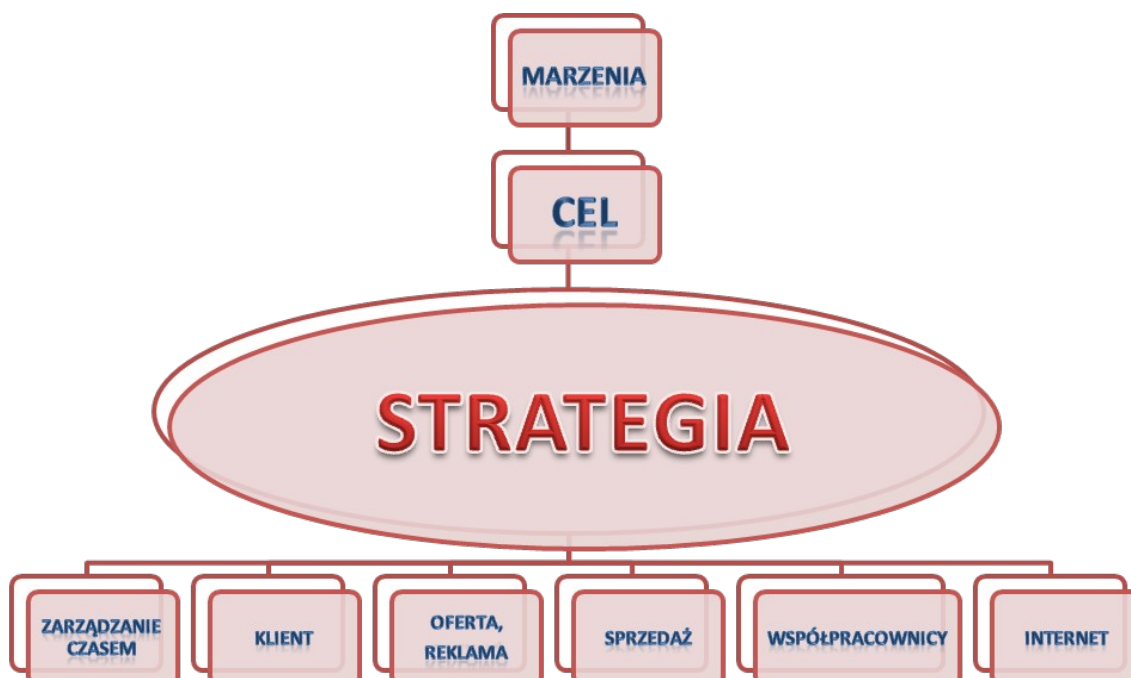 MARZENIA
CEL
STRATEGIA
ZARZĄDZANIE
CZASEM
KLIENT
OFERTA,
REKLAMA
SPRZEDAŻ
WSPÓŁPRACOWNICY
INTERNET